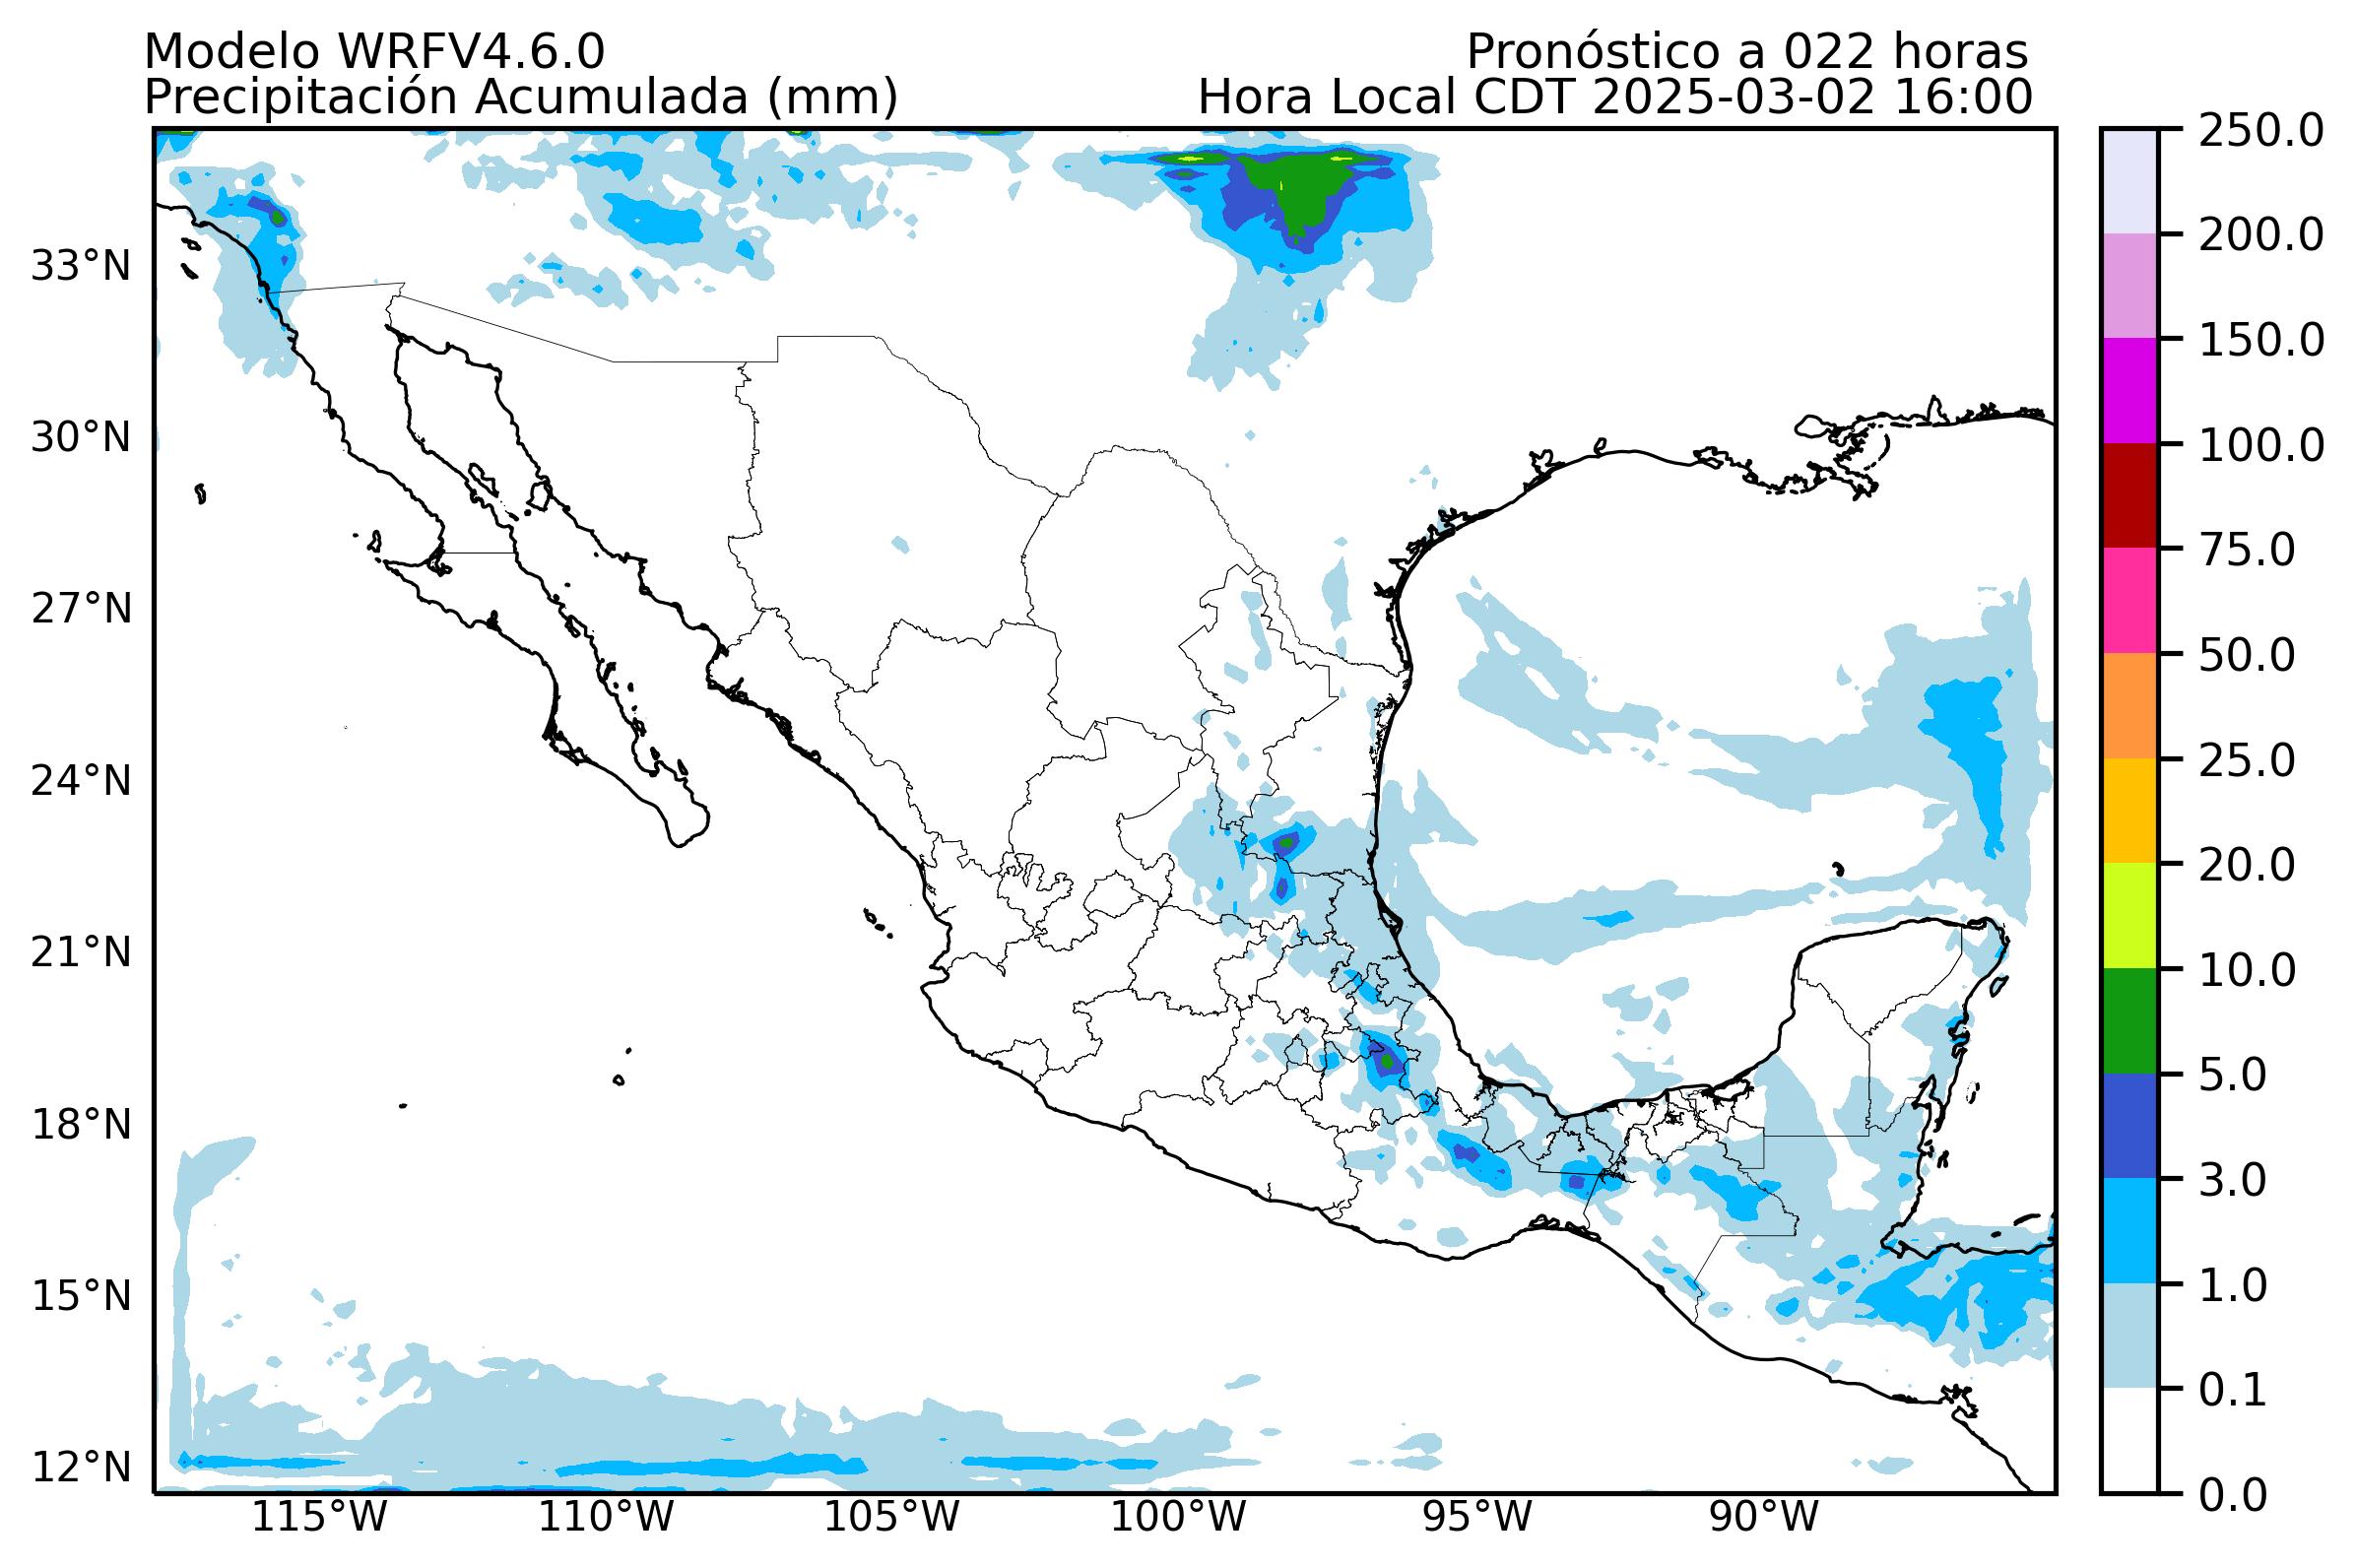 Modelo WRFV4.6.0
Pronóstico a 022 horas
Precipitación Acumulada (mm)
Hora Local CDT 2025-03-02 16:00
33°N
30°N
27°N
24°N
21°N
18°N
15°N
12°N
115°W
110°W
105°W
100°W
95°W
90°W
250.0
200.0
150.0
100.0
75.0
50.0
25.0
20.0
10.0
5.0
3.0
1.0
0.1
0.0